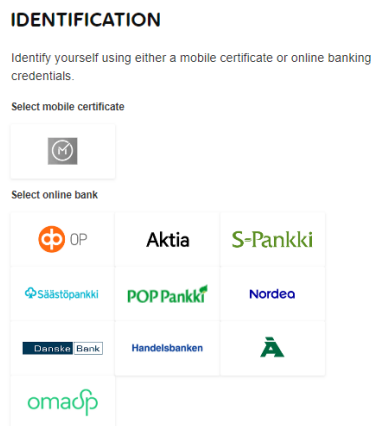 IDENTIFICATION
Identify yourself using either a mobile certificate or online banking
credentials.
Select mobile certificate
Select online bank
OP Aktia S-Pankki
Säästöpankki POP Pankki Nordea
Danske Bank Handelsbanken Å
omasp